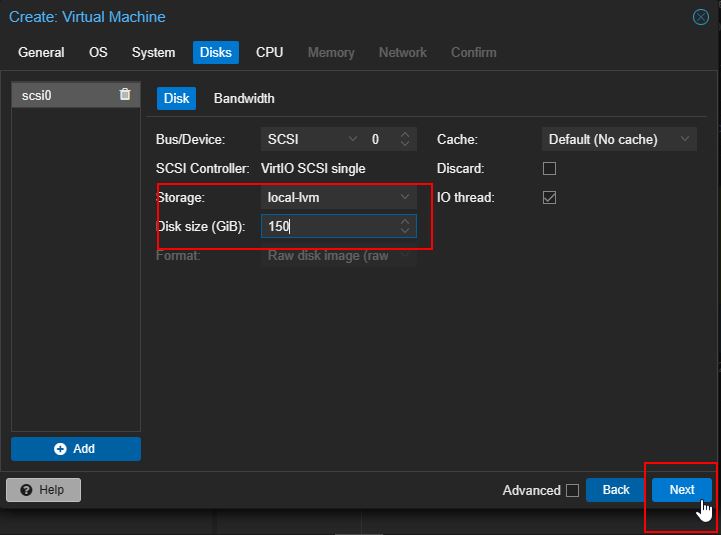 Create: Virtual Machine
General OS System Disks CPU Memory Network Confirm
scsi0
Disk Bandwidth
Bus/Device: SCSI 0 Cache: Default (No cache)
SCSI Controller: VirtIO SCSI single Discard:
Storage: local-lvm IO thread:
Disk size (GiB): 150
Format: Raw disk image (raw
Add
Help Advanced Back Next